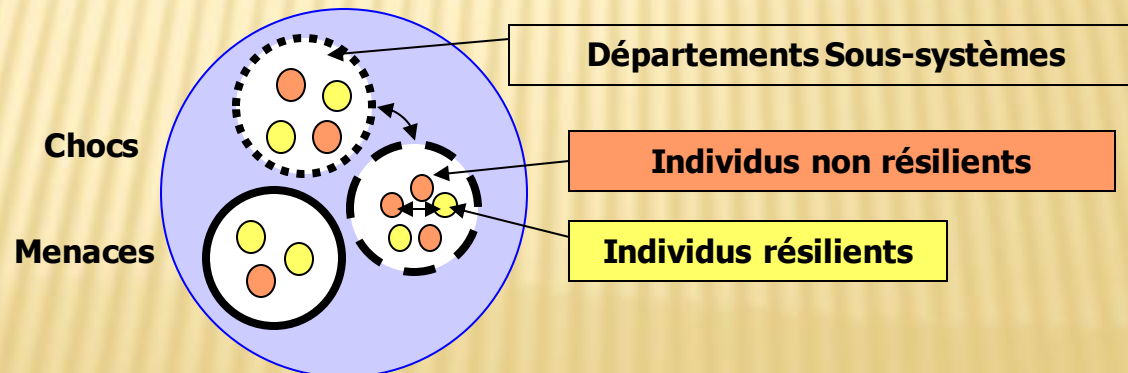 Départements Sous-systèmes
Chocs
Individus non résilients
Menaces
Individus résilients